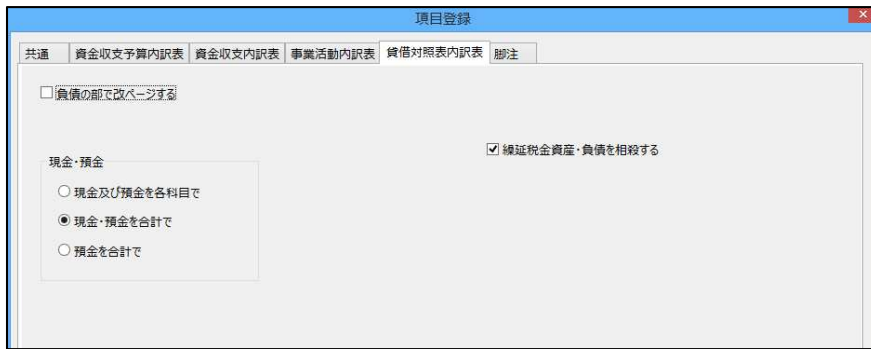 項目登録
共通 資金収支予算内訳表 資金収支内訳表 事業活動内訳表 貸借対照表内訳表 脚注
負債の部で改ページする
繰延税金資産・負債を相殺する
現金・預金
現金及び預金を各科目で
現金・預金を合計で
預金を合計で